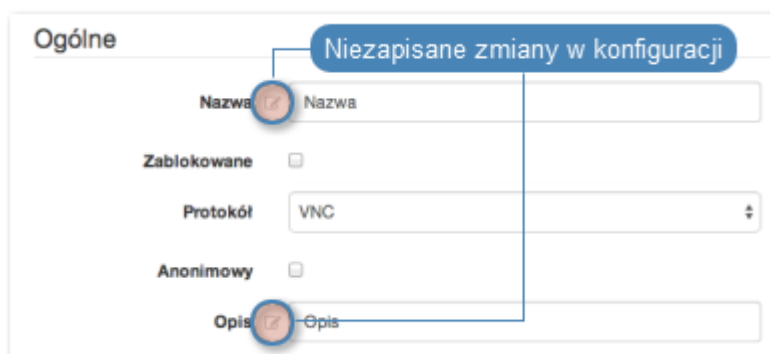 Ogólne
Niezapisane zmiany w konfiguracji
Nazwa Nazwa
Zablokowane
Protokół VNC
Anonimowy
Opis Opis